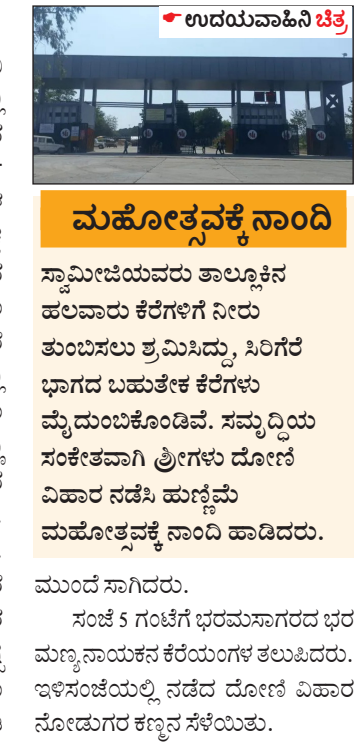 ಉದಯವಾಹಿನಿ ಚಿತ್ರ
ಮಹೋತ್ಸವಕ್ಕೆ ನಾಂದಿ
ಸ್ವಾಮೀಜಿಯವರು ತಾಲ್ಲೂಕಿನ
ಹಲವಾರು ಕೆರೆಗಳಿಗೆ ನೀರು
ತುಂಬಿಸಲು ಶ್ರಮಿಸಿದ್ದು, ಸಿರಿಗೆರೆ
ಭಾಗದ ಬಹುತೇಕ ಕೆರೆಗಳು
ಮೈದುಂಬಿಕೊಂಡಿವೆ. ಸಮೃದ್ಧಿಯ
ಸಂಕೇತವಾಗಿ ಶ್ರೀಗಳು ದೋಣಿ
ವಿಹಾರ ನಡೆಸಿ ಹುಣ್ಣಿಮೆ
ಮಹೋತ್ಸವಕ್ಕೆ ನಾಂದಿ ಹಾಡಿದರು.
ಮುಂದೆ ಸಾಗಿದರು.
ಸಂಜೆ 5 ಗಂಟೆಗೆ ಭರಮಸಾಗರದ ಭರ
ಮಣ್ಣನಾಯಕನ ಕೆರೆಯಂಗಳ ತಲುಪಿದರು.
ಇಳಿಸಂಜೆಯಲ್ಲಿ ನಡೆದ ದೋಣಿ ವಿಹಾರ
ನೋಡುಗರ ಕಣ್ಮನ ಸೆಳೆಯಿತು.